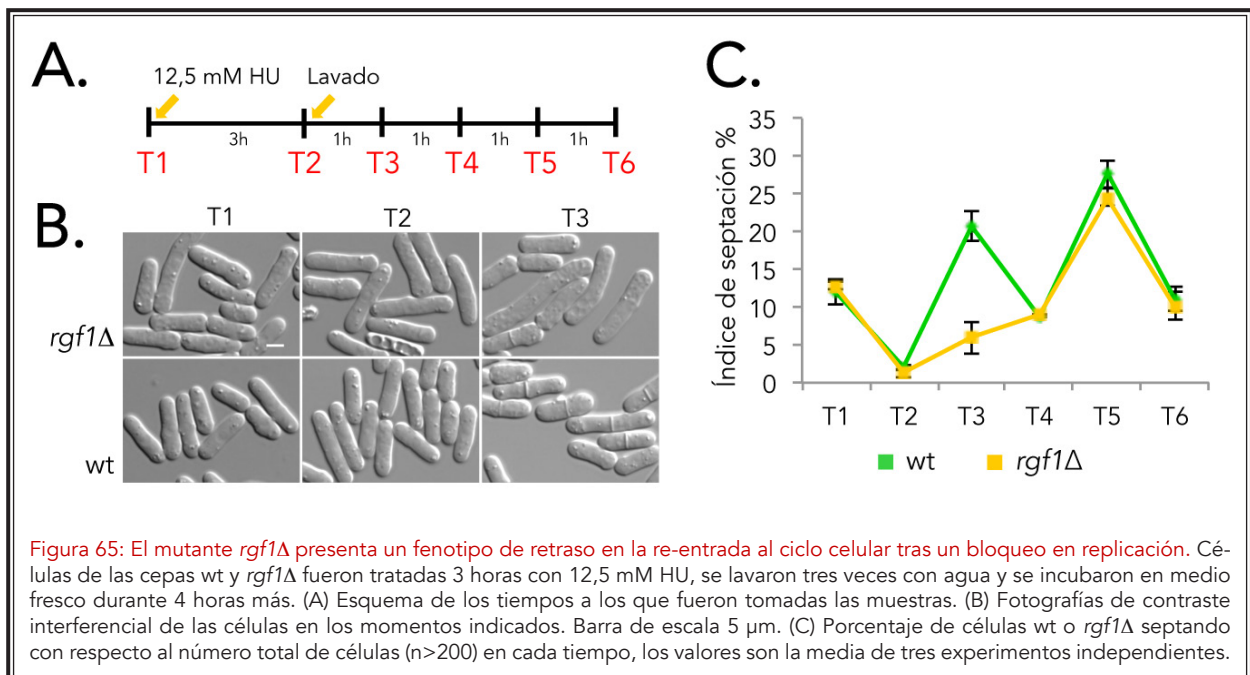 A.
12,5 mM HU
Lavado
3h
1h
1h
1h
1h
T1
T2
T3
T4
T5
T6
B.
T1
T2
T3
rgf1Δ
wt
C.
Índice de septación %
35
30
25
20
15
10
5
0
T1
T2
T3
T4
T5
T6
wt
rgf1Δ
Figura 65: El mutante rgf1Δ presenta un fenotipo de retraso en la re-entrada al ciclo celular tras un bloqueo en replicación. Cé-
lulas de las cepas wt y rgf1Δ fueron tratadas 3 horas con 12,5 mM HU, se lavaron tres veces con agua y se incubaron en medio
fresco durante 4 horas más. (A) Esquema de los tiempos a los que fueron tomadas las muestras. (B) Fotografías de contraste
interferencial de las células en los momentos indicados. Barra de escala 5 µm. (C) Porcentaje de células wt o rgf1Δ septando
con respecto al número total de células (n>200) en cada tiempo, los valores son la media de tres experimentos independientes.